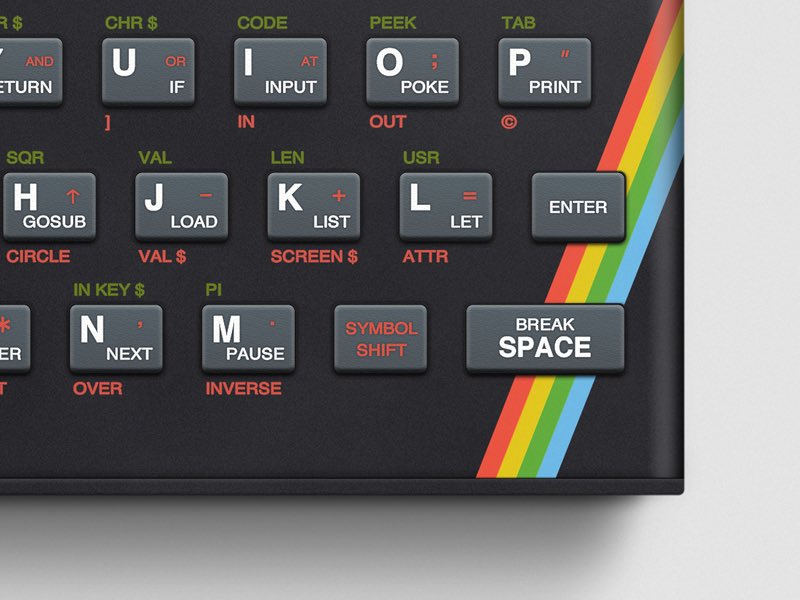 R $ CHR $ CODE PEEK TAB
AND U OR I AT O ; P "
ETURN IF INPUT POKE PRINT
] IN OUT ©
SQR VAL LEN USR
H ↑ J − K + L =
GOSUB LOAD LIST LET ENTER
CIRCLE VAL $ SCREEN $ ATTR
IN KEY $ PI
* N , M . SYMBOL BREAK
ER NEXT PAUSE SHIFT SPACE
T OVER INVERSE